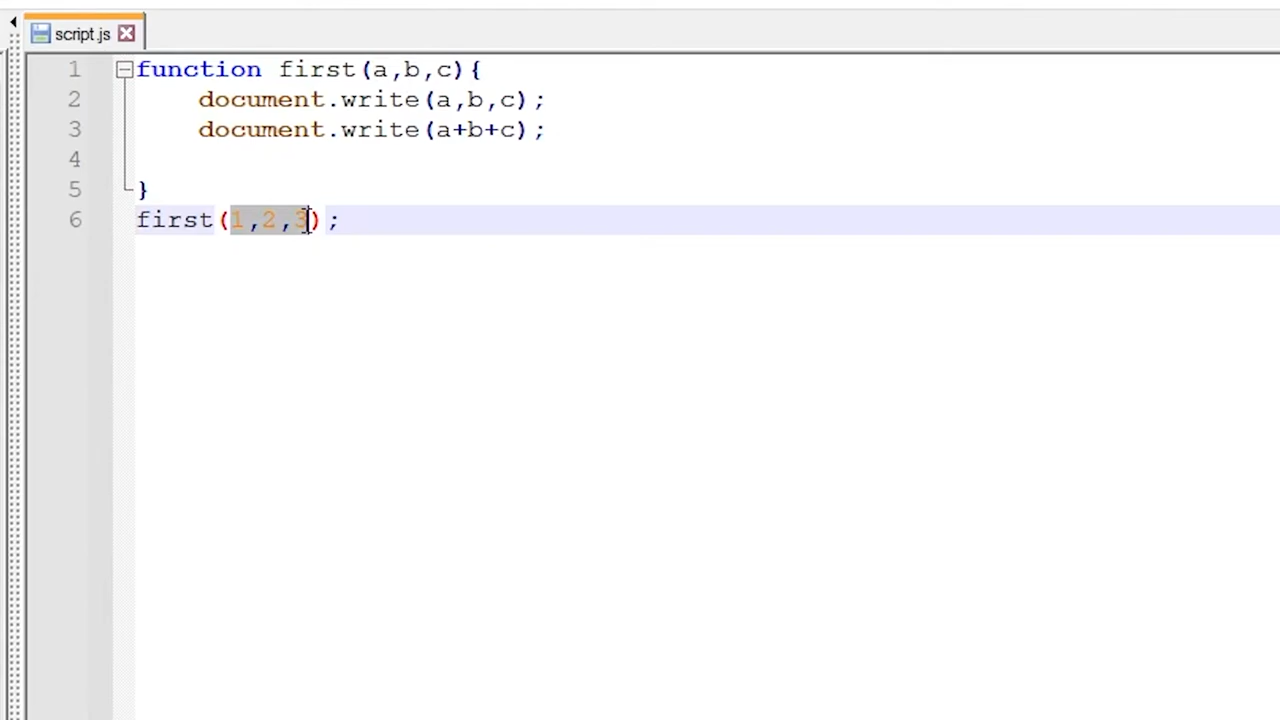 script.js
1 function first(a,b,c){
2 document.write(a,b,c);
3 document.write(a+b+c);
4
5 }
6 first(1,2,3);